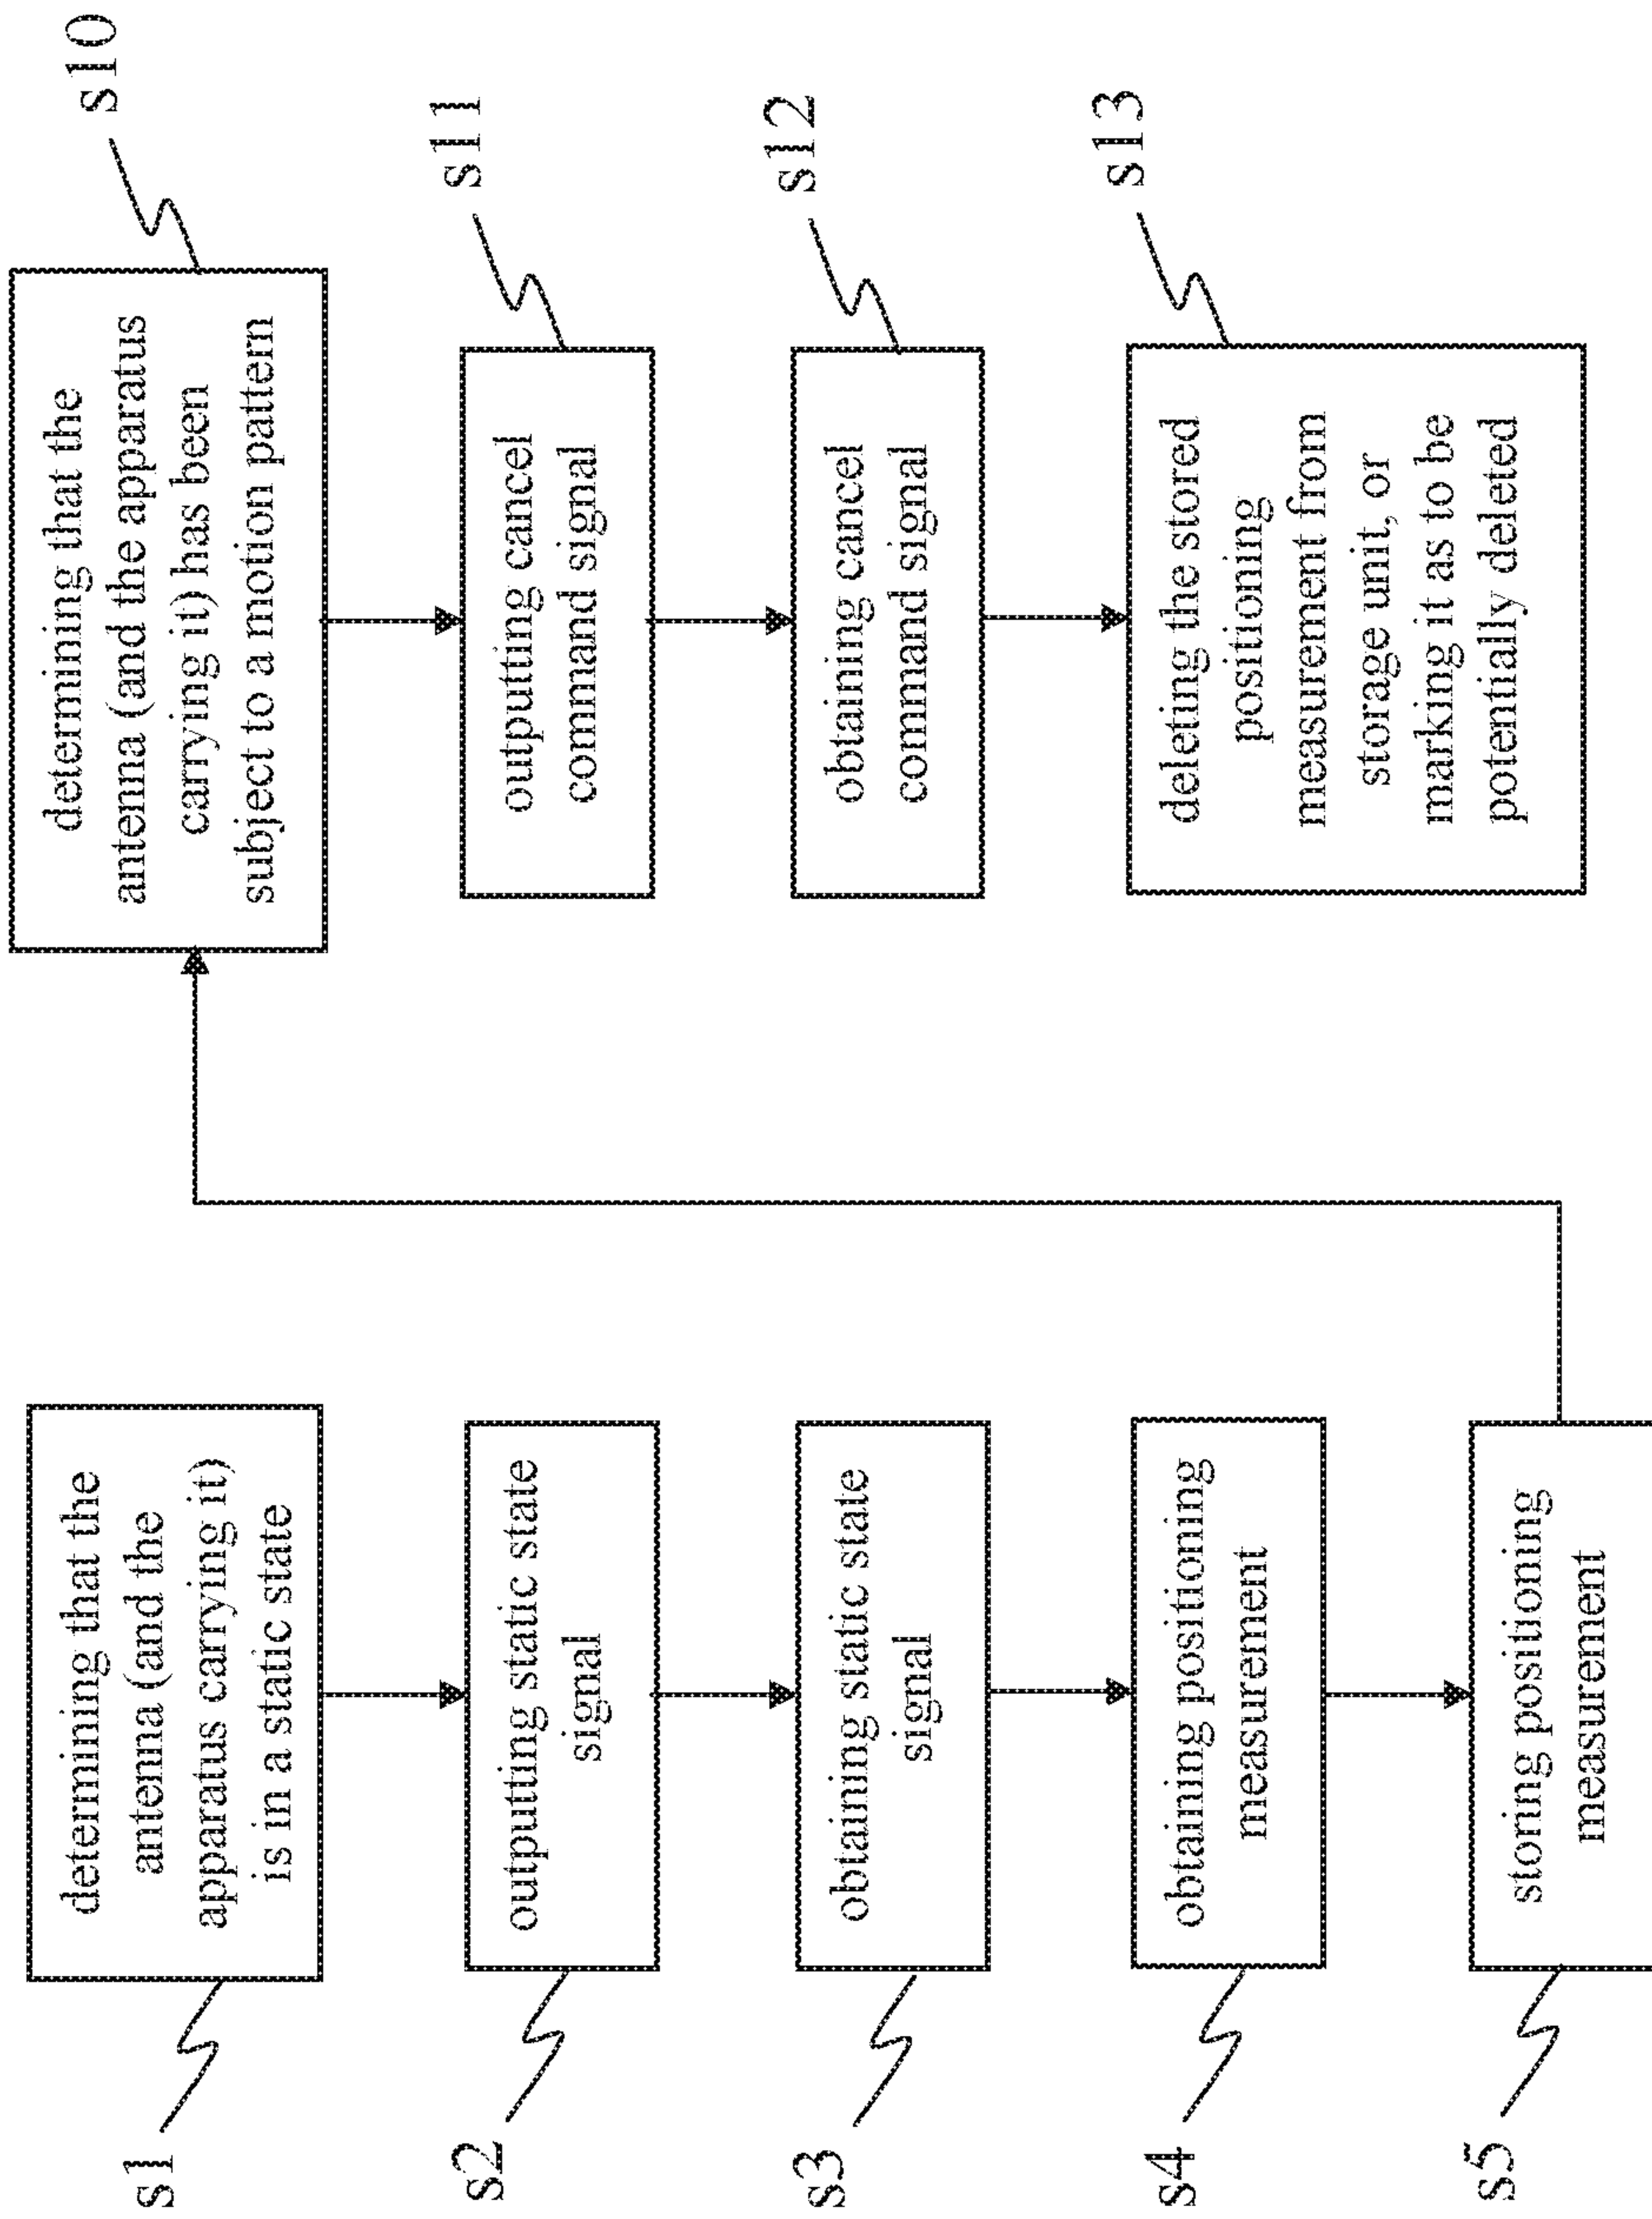 s1
determining that the
antenna (and the
apparatus carrying it)
is in a static state
s2
outputing static state
signal
s3
obtaining static state
signal
s4
obtaining positioning
measurement
s5
storing positioning
measurement
s10
determining that the
antenna (and the apparatus
carrying it) has been
subject to a motion pattern
s11
outputing cancel
command signal
s12
obtaining cancel
command signal
s13
deleting the stored
positioning
measurement from
storage unit, or
marking it as to be
potentially deleted